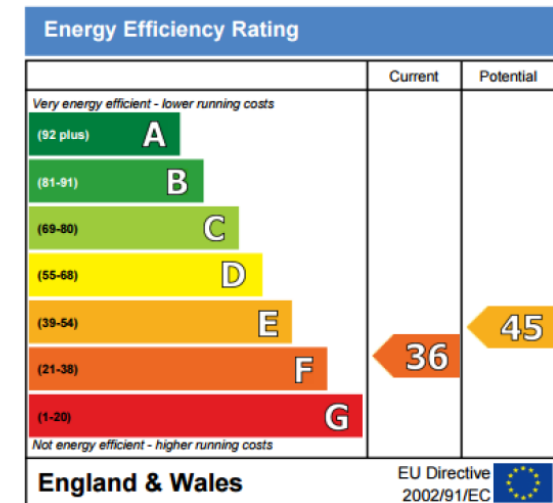 Energy Efficiency Rating
Current Potential
Very energy efficient - lower running costs
(92 plus) A
(81-91) B
(69-80) C
(55-68) D
(39-54) E
45
(21-38) F
36
(1-20) G
Not energy efficient - higher running costs
England & Wales
EU Directive
2002/91/EC